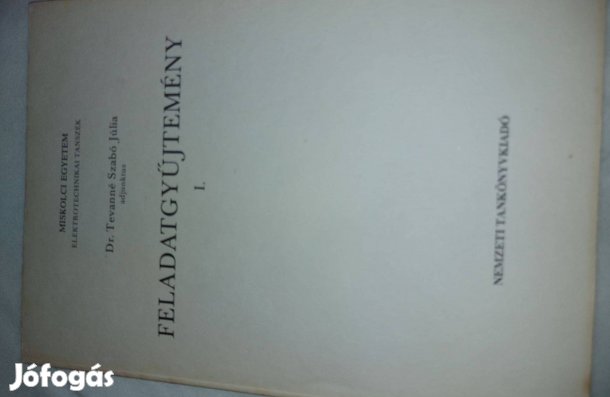 MISKOLCI EGYETEM
ELEKTROTECHNIKAI TANSZÉK
Dr. Tevanné Szabó Júlia
adjunktus
FELADATGYŰJTEMÉNY
I.
NEMZETI TANKÖNYVKIADÓ
Jófogás